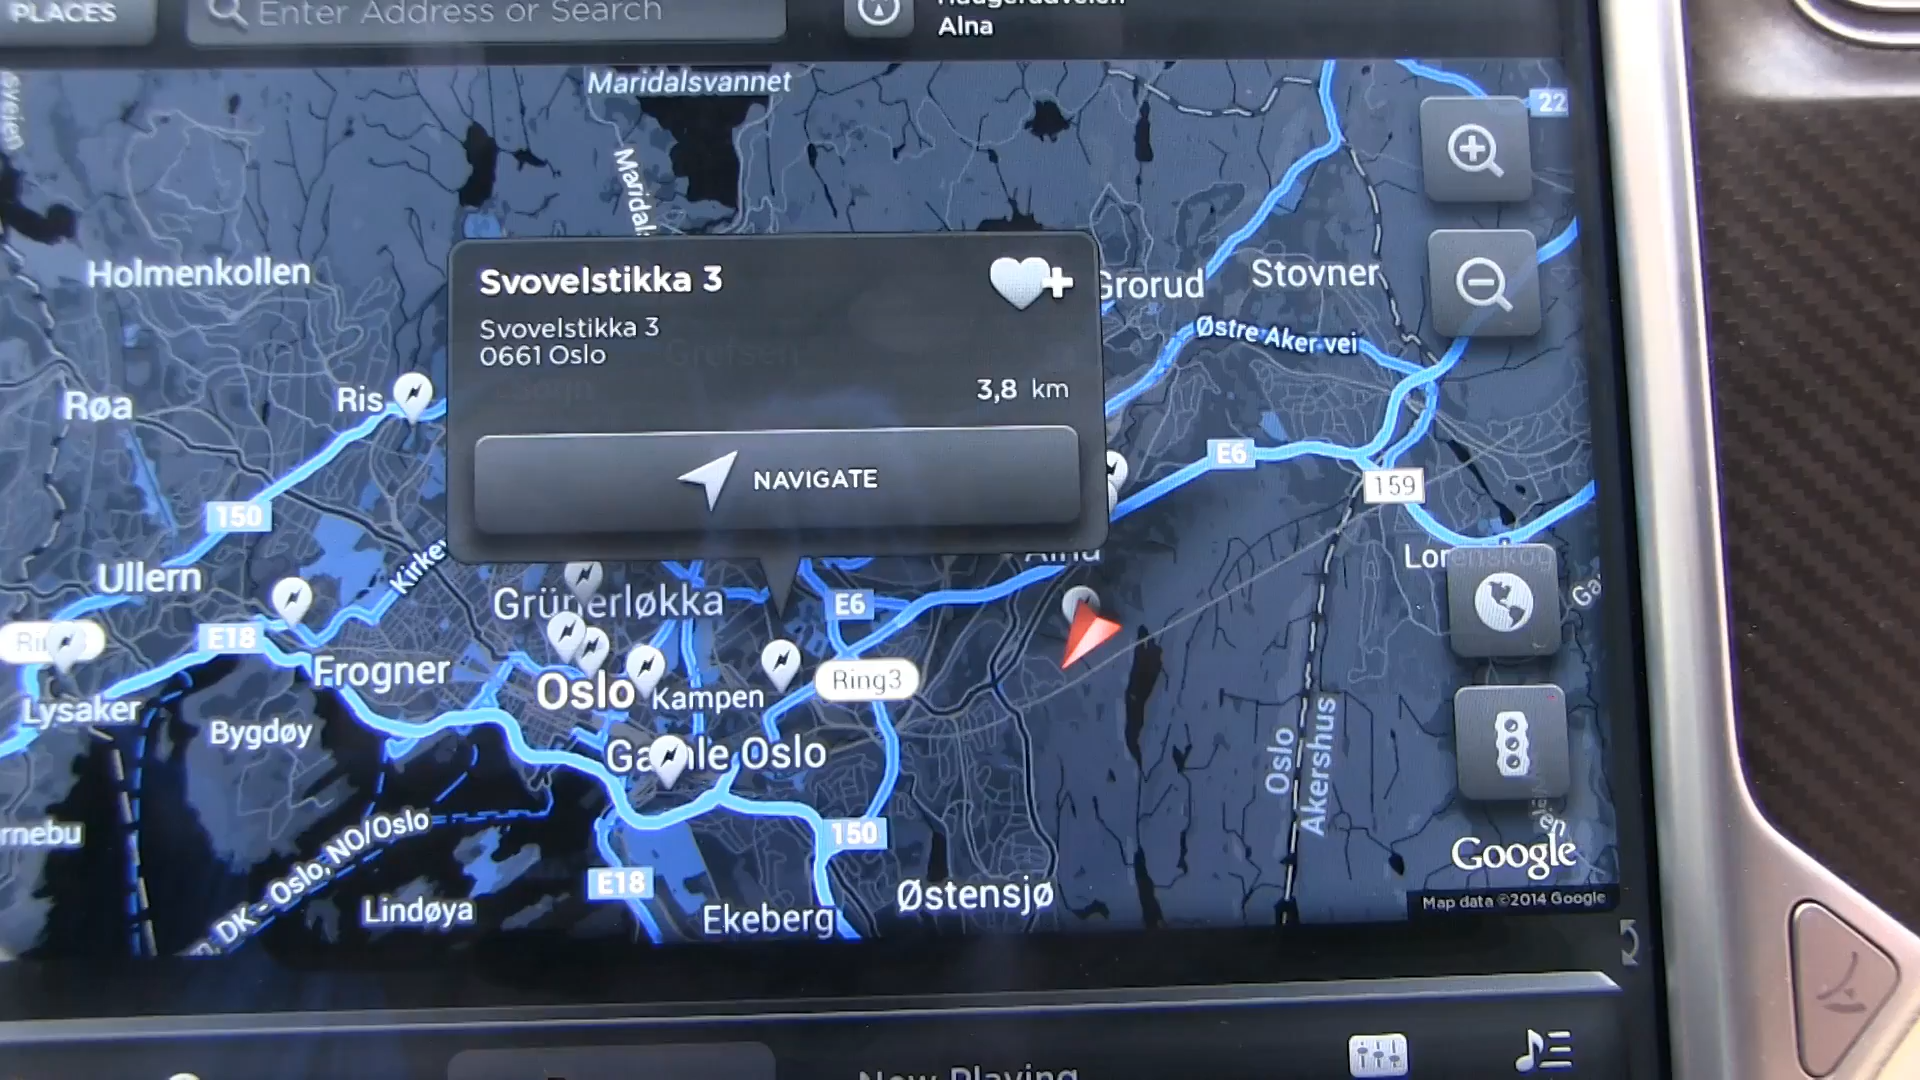 PLACES
Enter Address or Search
Alna
22
Maridalsvannet
Holmenkollen
Svovelstikka 3
Svovelstikka 3
0661 Oslo
3,8 km
NAVIGATE
Grorud
Stovner
Østre Aker vei
Røa
Ris
E6
159
150
Ullern
Grünerløkka
E6
Alna
E18
Frogner
Oslo
Kampen
Ring3
Lysaker
Bygdøy
Oslo
Akershus
150
DK - Oslo, NO/Oslo
E18
Lindøya
Ekeberg
Østensjø
Google
Map data ©2014 Google
Now Playing